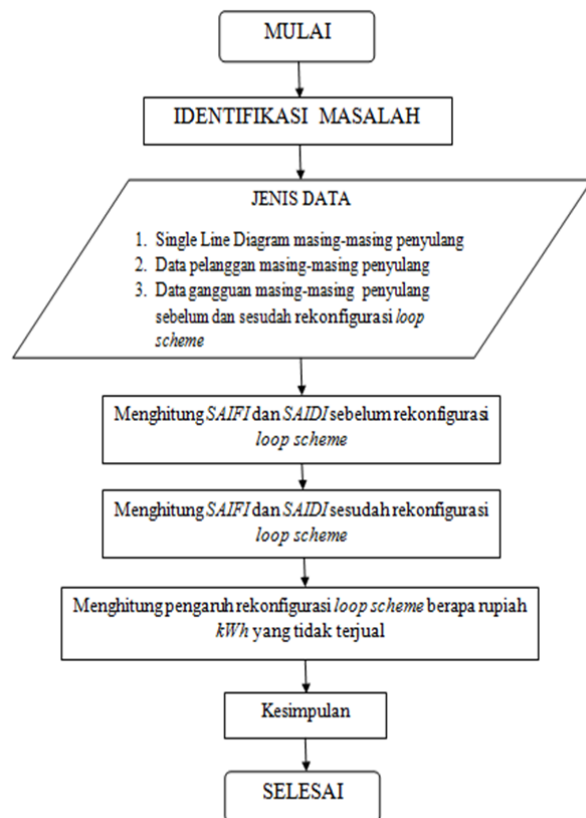 MULAI
IDENTIFIKASI MASALAH
JENIS DATA
1. Single Line Diagram masing-masing penyulang
2. Data pelanggan masing-masing penyulang
3. Data gangguan masing-masing penyulang
sebelum dan sesudah rekonfigurasi loop
scheme
Menghitung SAIFI dan SAIDI sebelum rekonfigurasi
loop scheme
Menghitung SAIFI dan SAIDI sesudah rekonfigurasi
loop scheme
Menghitung pengaruh rekonfigurasi loop scheme berapa rupiah
kWh yang tidak terjual
Kesimpulan
SELESAI